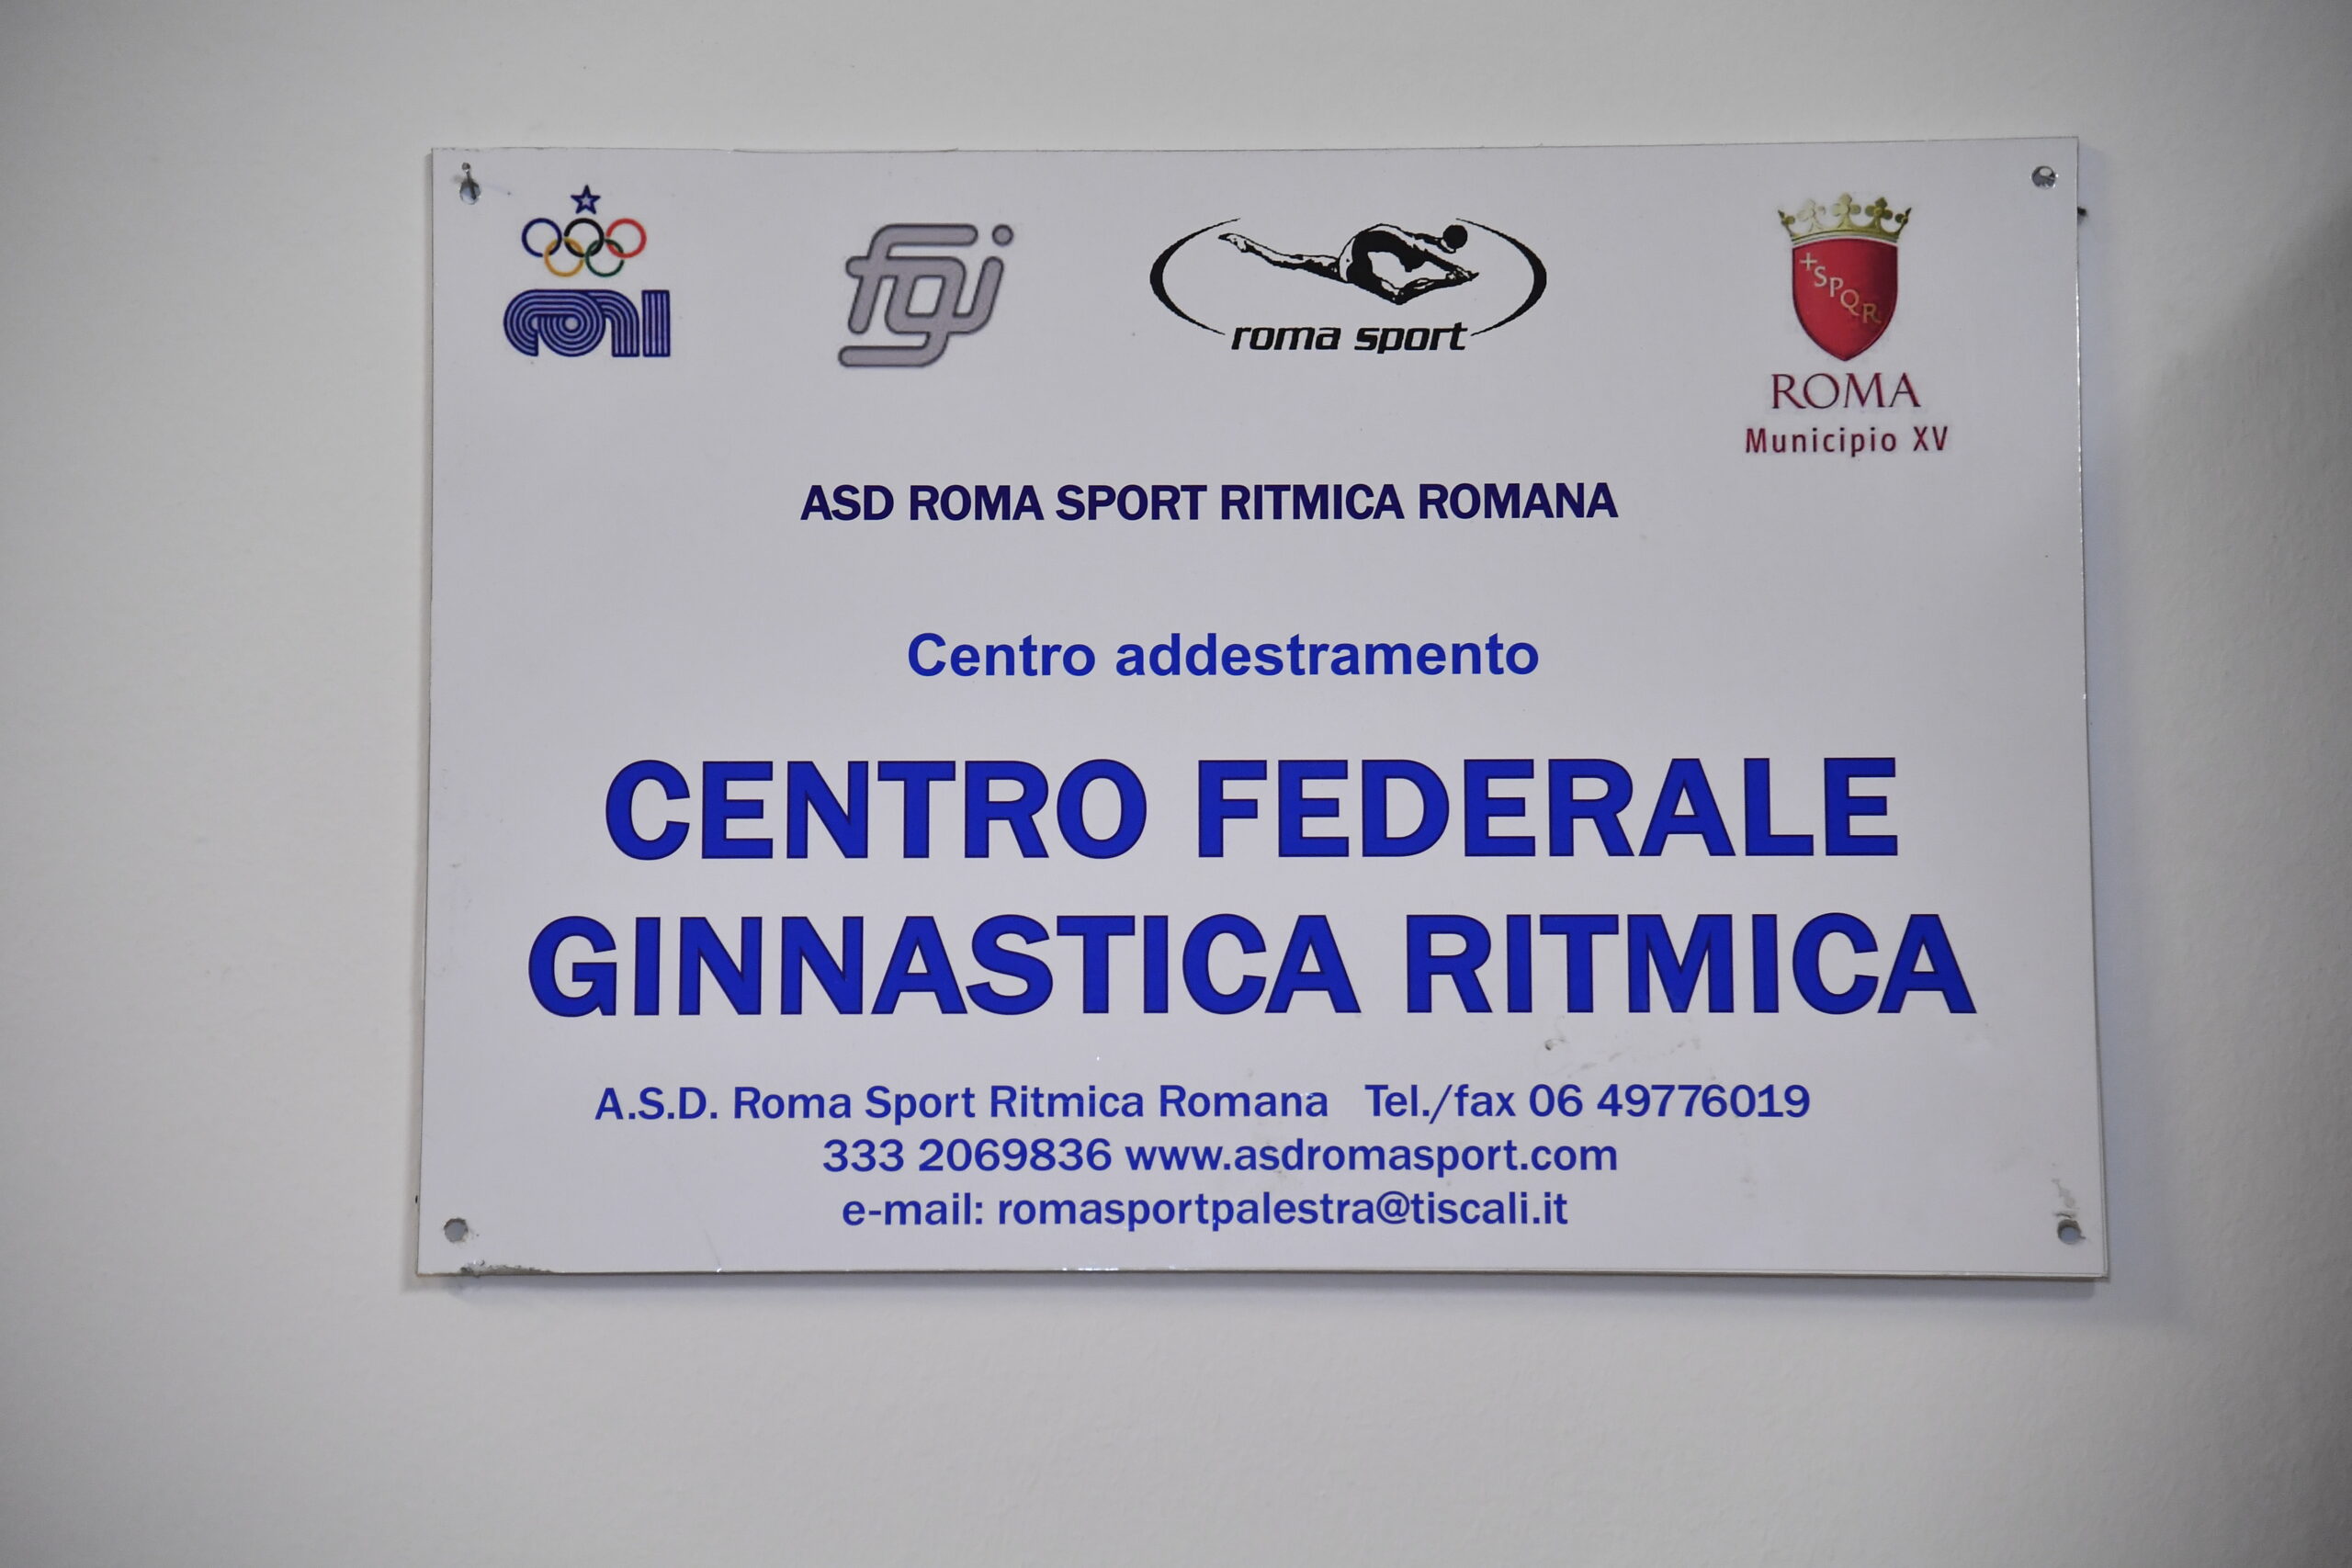 CONI
fgi
roma sport
SPQR
ROMA
Municipio XV
ASD ROMA SPORT RITMICA ROMANA
Centro addestramento
CENTRO FEDERALE
GINNASTICA RITMICA
A.S.D. Roma Sport Ritmica Romana Tel./fax 06 49776019
333 2069836 www.asdromasport.com
e-mail: romasportpalestra@tiscali.it